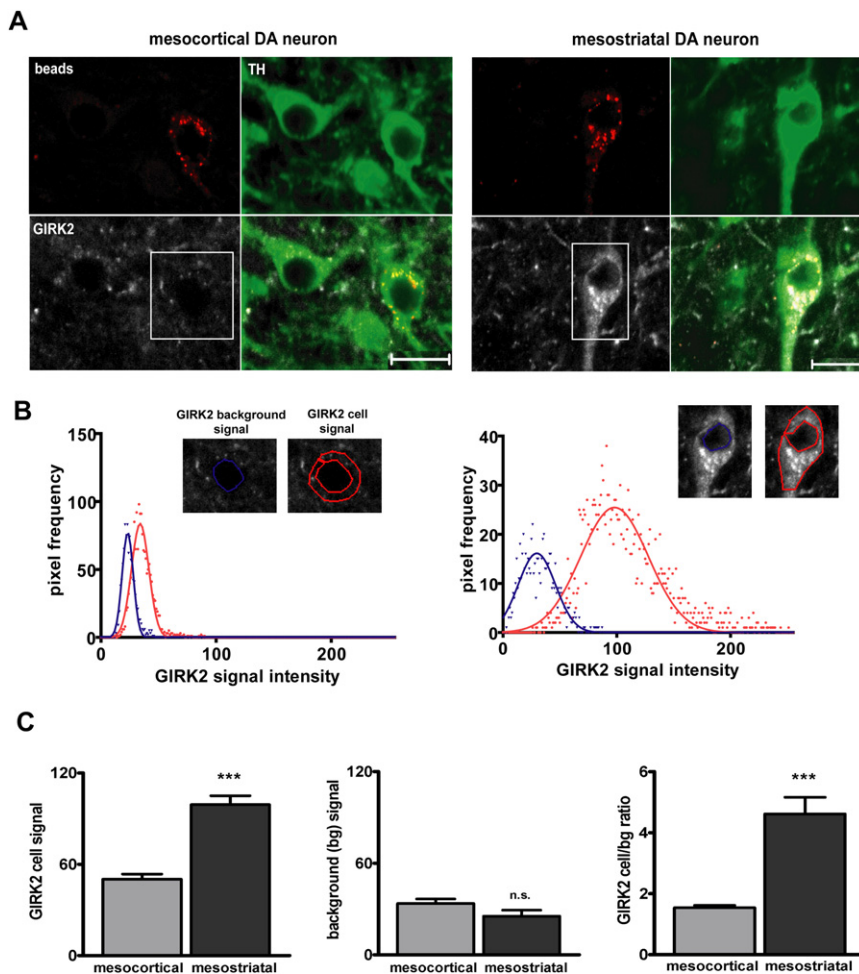 A
mesocortical DA neuron
mesostriatal DA neuron
beads
TH
GIRK2
B
GIRK2 background signal
GIRK2 cell signal
150
100
50
0
pixel frequency
0 100 200
GIRK2 signal intensity
40
30
20
10
0
pixel frequency
0 100 200
GIRK2 signal intensity
C
120
60
0
GIRK2 cell signal
***
mesocortical mesostriatal
120
60
0
background (bg) signal
n.s.
mesocortical mesostriatal
6
4
2
0
GIRK2 cell/bg ratio
***
mesocortical mesostriatal